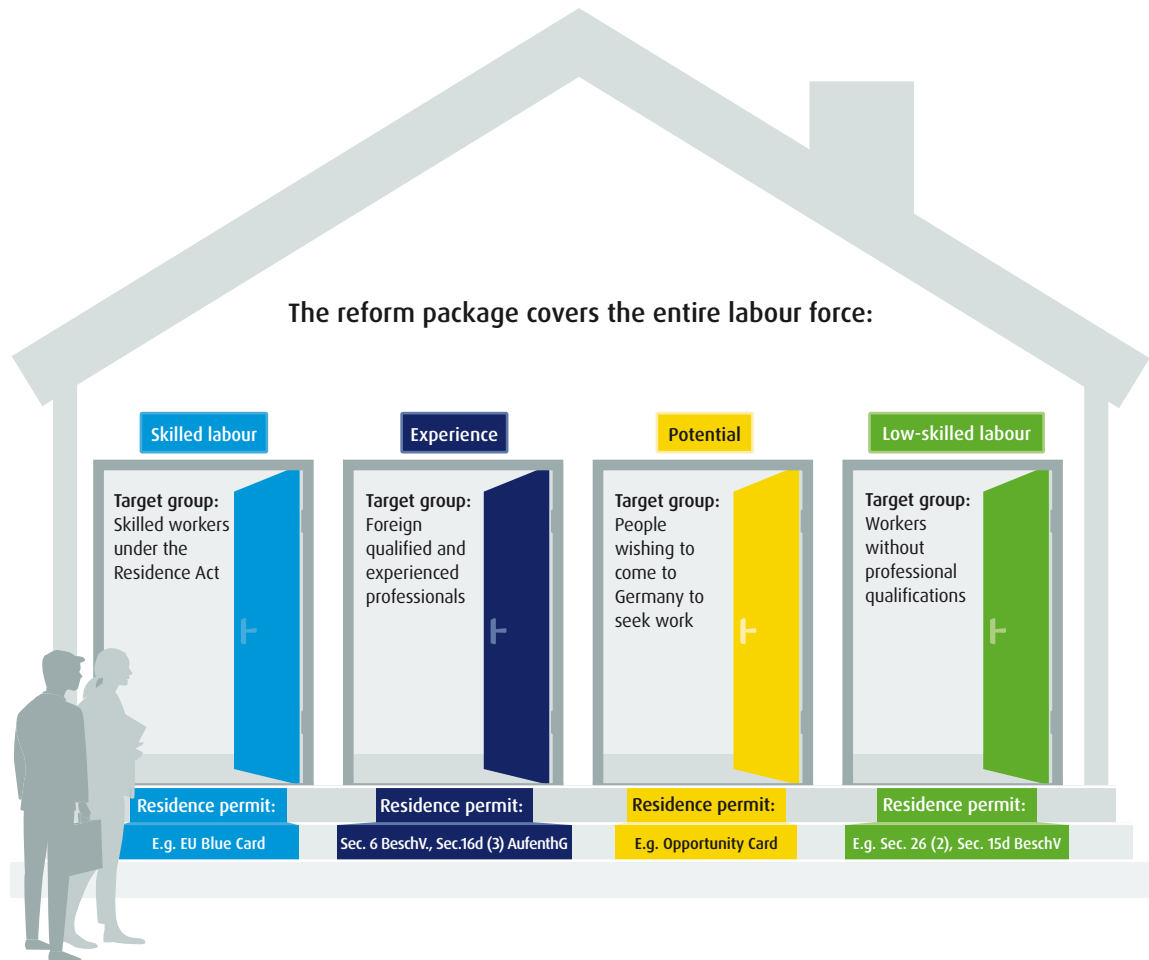 The reform package covers the entire labour force:
Skilled labour
Target group:
Skilled workers
under the
Residence Act
Residence permit:
E.g. EU Blue Card
Experience
Target group:
Foreign
qualified and
experienced
professionals
Residence permit:
Sec. 6 BeschV., Sec.16d (3) AufenthG
Potential
Target group:
People
wishing to
come to
Germany to
seek work
Residence permit:
E.g. Opportunity Card
Low-skilled labour
Target group:
Workers
without
professional
qualifications
Residence permit:
E.g. Sec. 26 (2), Sec. 15d BeschV